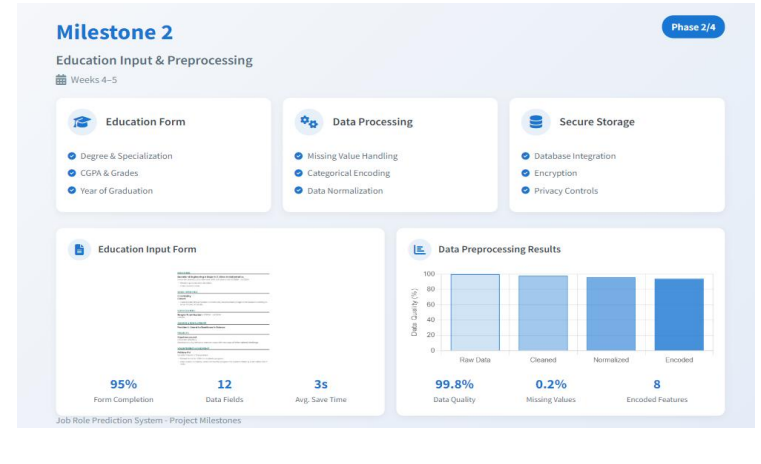 Milestone 2
Phase 2/4
Education Input & Preprocessing
Weeks 4–5
Education Form
Degree & Specialization
CGPA & Grades
Year of Graduation
Data Processing
Missing Value Handling
Categorical Encoding
Data Normalization
Secure Storage
Database Integration
Encryption
Privacy Controls
Education Input Form
95%
Form Completion
12
Data Fields
3s
Avg. Save Time
Data Preprocessing Results
Data Quality (%)
100
80
60
40
20
0
Raw Data
Cleaned
Normalized
Encoded
99.8%
Data Quality
0.2%
Missing Values
8
Encoded Features
Job Role Prediction System - Project Milestones